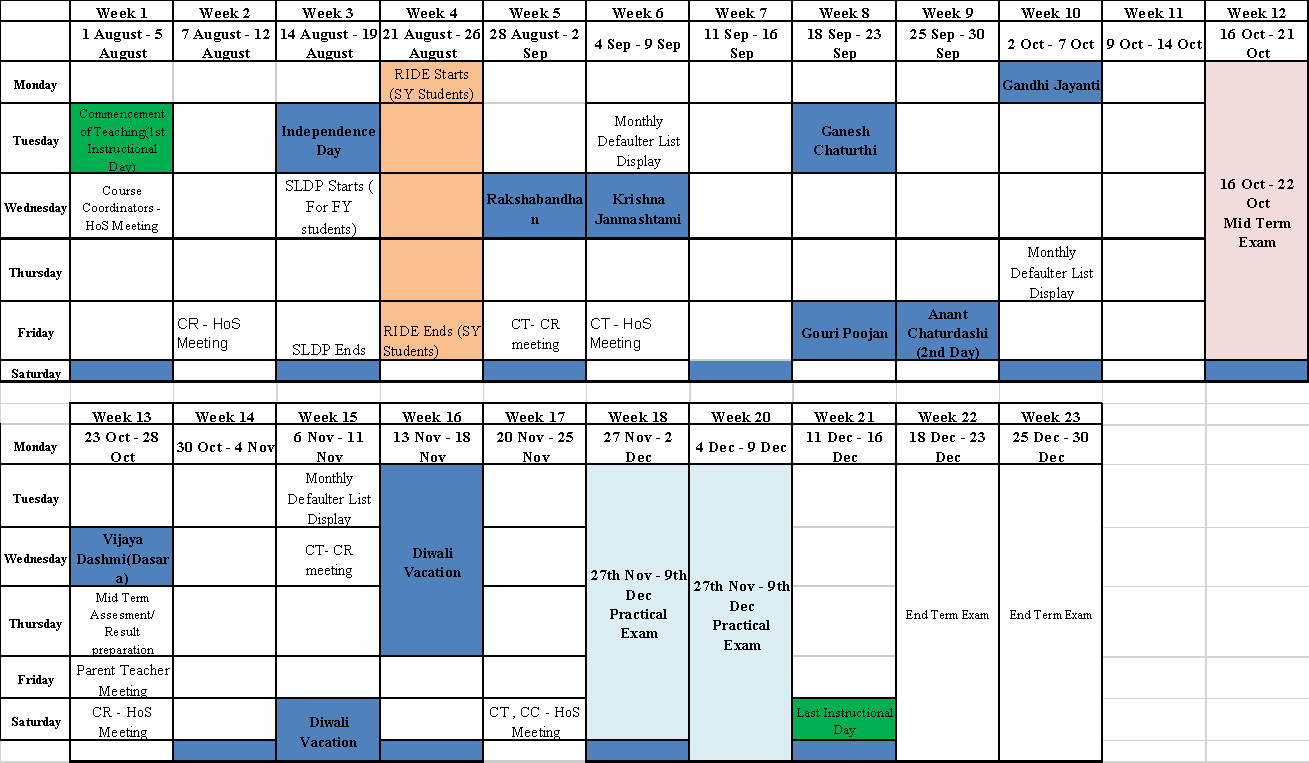 Week 1 Week 2 Week 3 Week 4 Week 5 Week 6 Week 7 Week 8 Week 9 Week 10 Week 11 Week 12
1 August - 5 August 7 August - 12 August 14 August - 19 August 21 August - 26 August 28 August - 2 Sep 4 Sep - 9 Sep 11 Sep - 16 Sep 18 Sep - 23 Sep 25 Sep - 30 Sep 2 Oct - 7 Oct 9 Oct - 14 Oct 16 Oct - 21 Oct
Monday
RIDE Starts
(SY Students)
Gandhi Jayanti
Tuesday
Commencement
of Teaching(1st
Instructional
Day)
Independence
Day
Monthly
Defaulter List
Display
Ganesh
Chaturthi
Wednesday
Course
Coordinators -
HoS Meeting
SLDP Starts (
For FY
students)
Rakshabandha
n
Krishna
Janmashtami
16 Oct - 22
Oct
Mid Term
Exam
Thursday
Monthly
Defaulter List
Display
Friday
CR - HoS
Meeting
SLDP Ends
RIDE Ends (SY
Students)
CT- CR
meeting
CT - HoS
Meeting
Gouri Poojan
Anant
Chaturdashi
(2nd Day)
Saturday
Week 13 Week 14 Week 15 Week 16 Week 17 Week 18 Week 20 Week 21 Week 22 Week 23
Monday
23 Oct - 28 Oct 30 Oct - 4 Nov 6 Nov - 11 Nov 13 Nov - 18 Nov 20 Nov - 25 Nov 27 Nov - 2 Dec 4 Dec - 9 Dec 11 Dec - 16 Dec 18 Dec - 23 Dec 25 Dec - 30 Dec
Tuesday
Monthly
Defaulter List
Display
Wednesday
Vijaya
Dashmi(Dasar
a)
CT- CR
meeting
Diwali
Vacation
27th Nov - 9th
Dec
Practical
Exam
27th Nov - 9th
Dec
Practical
Exam
Thursday
Mid Term
Assesment/
Result
preparation
End Term Exam
End Term Exam
Friday
Parent Teacher
Meeting
Saturday
CR - HoS
Meeting
Diwali
Vacation
CT , CC - HoS
Meeting
Last Instructional
Day